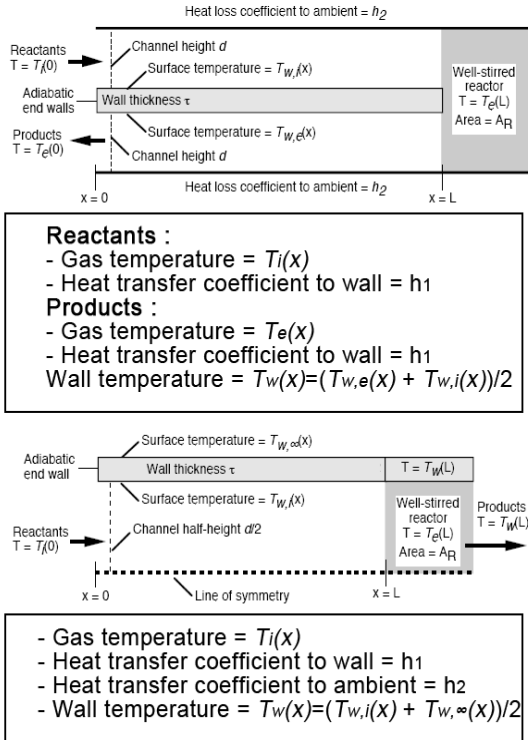 Heat loss coefficient to ambient = h2
Reactants
T = Ti(0)
Channel height d
Surface temperature = Tw,i(x)
Adiabatic
end walls
Wall thickness τ
Well-stirred
reactor
T = Te(L)
Area = AR
Products
T = Te(0)
Surface temperature = Tw,e(x)
Channel height d
Heat loss coefficient to ambient = h2
x = 0
x = L
Reactants :
- Gas temperature = Ti(x)
- Heat transfer coefficient to wall = h1
Products :
- Gas temperature = Te(x)
- Heat transfer coefficient to wall = h1
Wall temperature = Tw(x)=(Tw,e(x) + Tw,i(x))/2
Surface temperature = Tw,∞(x)
Adiabatic
end wall
Wall thickness τ
T = Tw(L)
Surface temperature = Tw,i(x)
Reactants
T = Ti(0)
Channel half-height d/2
Well-stirred
reactor
T = Te(L)
Area = AR
Products
T = Tw(L)
x = 0
Line of symmetry
x = L
- Gas temperature = Ti(x)
- Heat transfer coefficient to wall = h1
- Heat transfer coefficient to ambient = h2
- Wall temperature = Tw(x)=(Tw,i(x) + Tw,∞(x))/2